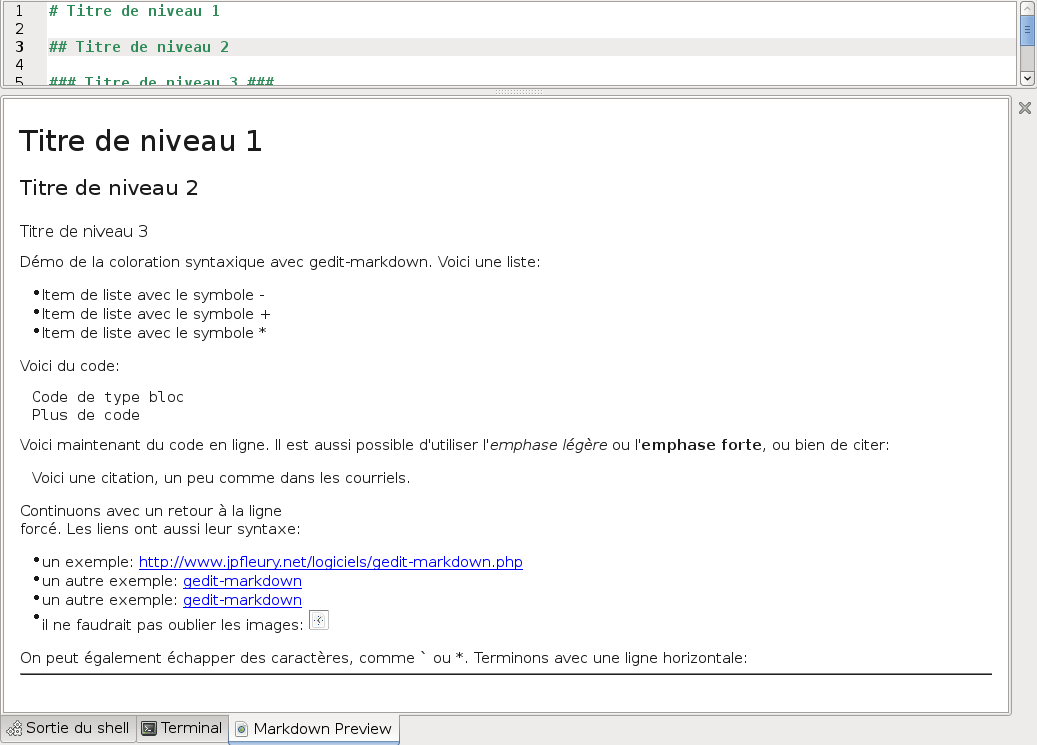 1 # Titre de niveau 1
2
3 ## Titre de niveau 2
4
5 ### Titre de niveau 3 ###
Titre de niveau 1
Titre de niveau 2
Titre de niveau 3
Démo de la coloration syntaxique avec gedit-markdown. Voici une liste:
•Item de liste avec le symbole -
•Item de liste avec le symbole +
•Item de liste avec le symbole *
Voici du code:
Code de type bloc
Plus de code
Voici maintenant du code en ligne. Il est aussi possible d'utiliser l'emphase légère ou l'emphase forte, ou bien de citer:
Voici une citation, un peu comme dans les courriels.
Continuons avec un retour à la ligne
forcé. Les liens ont aussi leur syntaxe:
•un exemple: http://www.jpfleury.net/logiciels/gedit-markdown.php
•un autre exemple: gedit-markdown
•un autre exemple: gedit-markdown
•il ne faudrait pas oublier les images:
On peut également échapper des caractères, comme ` ou *. Terminons avec une ligne horizontale:
Sortie du shell Terminal Markdown Preview